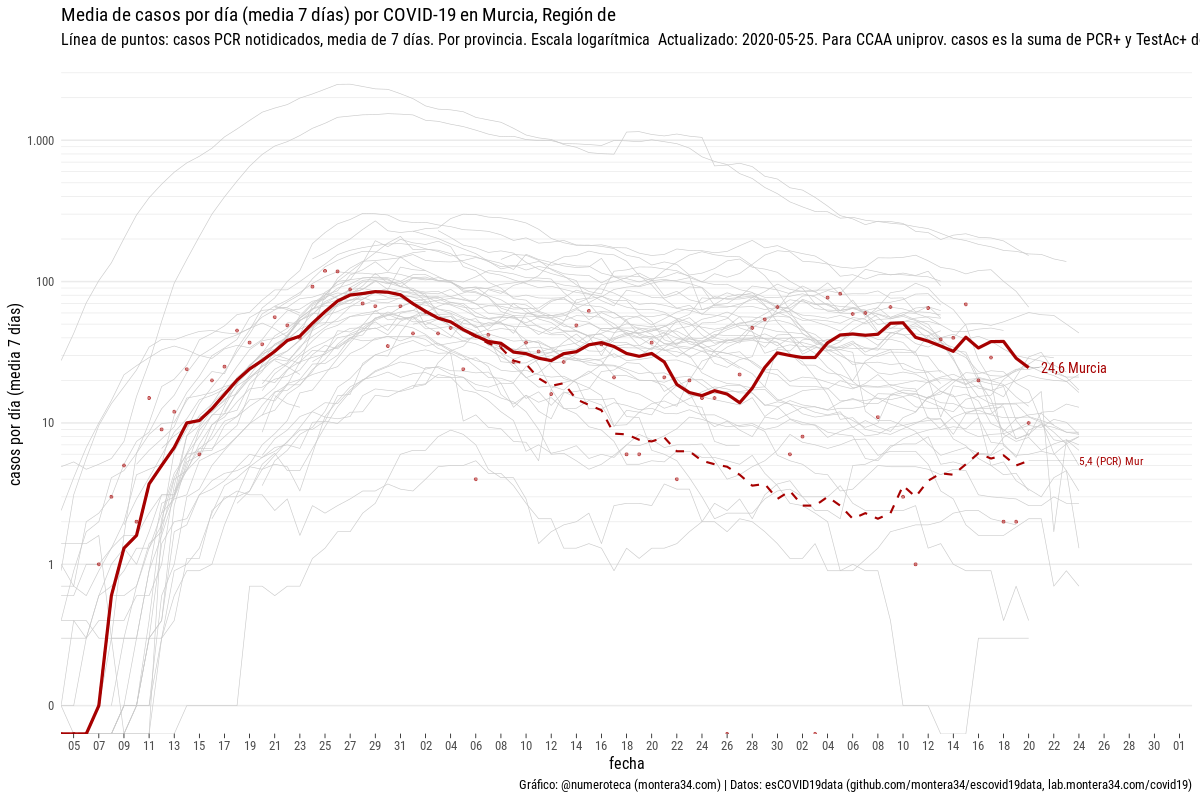 Media de casos por día (media 7 días) por COVID-19 en Murcia, Región de
Línea de puntos: casos PCR notidicados, media de 7 días. Por provincia. Escala logarítmica  Actualizado: 2020-05-25. Para CCAA uniprov. casos es la suma de PCR+ y TestAc+ d
casos por día (media 7 días)
1.000
100
10
1
0
24,6 Murcia
5,4 (PCR) Mur
05 07 09 11 13 15 17 19 21 23 25 27 29 31 02 04 06 08 10 12 14 16 18 20 22 24 26 28 30 02 04 06 08 10 12 14 16 18 20 22 24 26 28 30 01
fecha
Gráfico: @numeroteca (montera34.com) | Datos: esCOVID19data (github.com/montera34/escovid19data, lab.montera34.com/covid19)